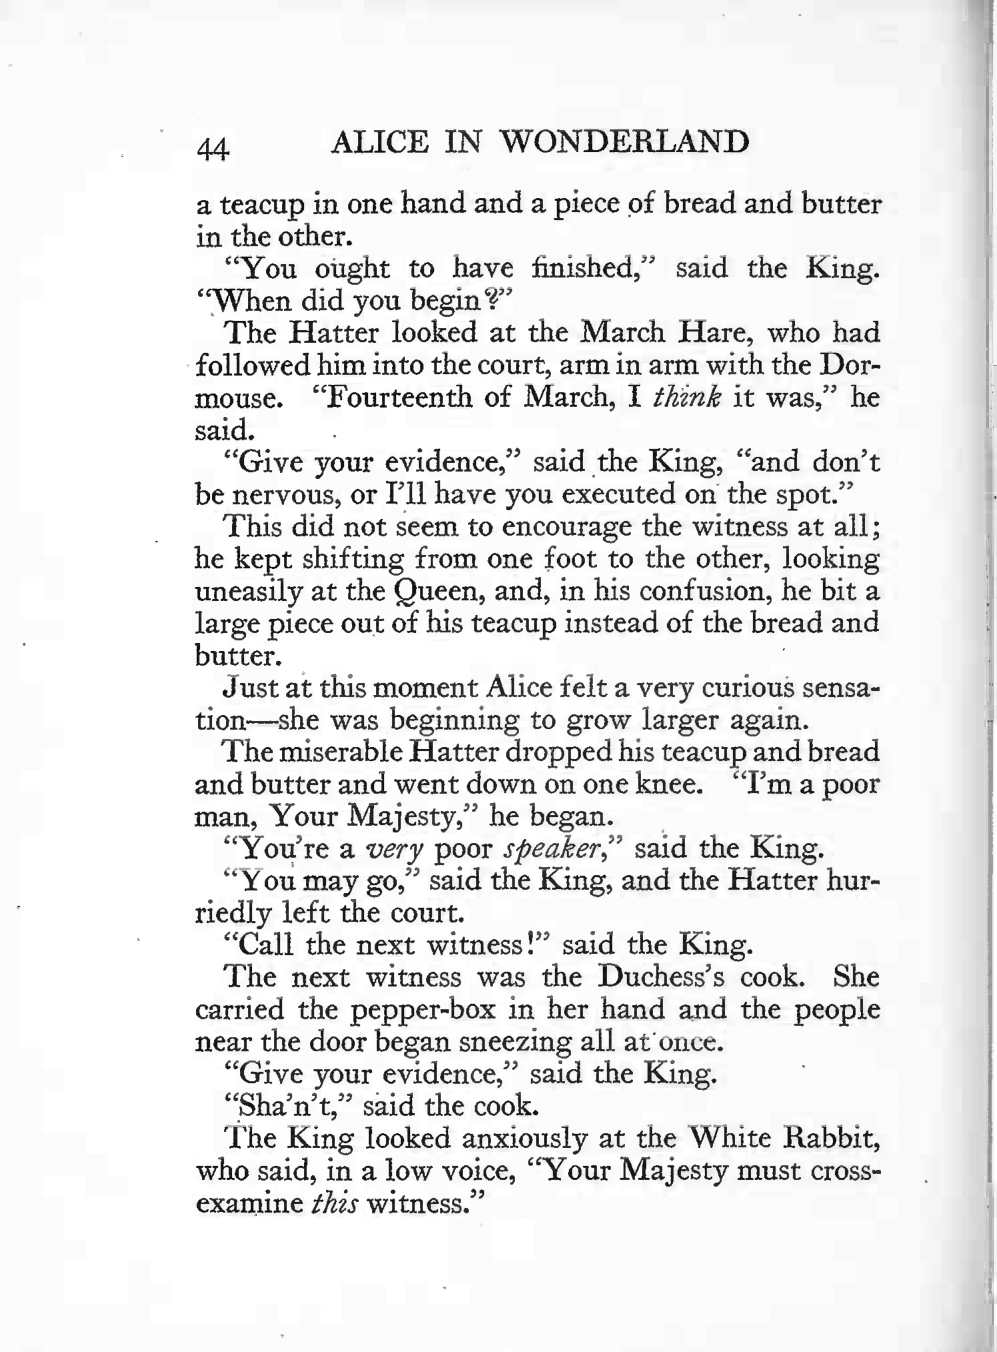 44 ALICE IN WONDERLAND
a teacup in one hand and a piece of bread and butter
in the other.
“You ought to have finished,” said the King.
“When did you begin?”
The Hatter looked at the March Hare, who had
followed him into the court, arm in arm with the Dor-
mouse. “Fourteenth of March, I think it was,” he
said.
“Give your evidence,” said the King, “and don’t
be nervous, or I’ll have you executed on the spot.”
This did not seem to encourage the witness at all;
he kept shifting from one foot to the other, looking
uneasily at the Queen, and, in his confusion, he bit a
large piece out of his teacup instead of the bread and
butter.
Just at this moment Alice felt a very curious sensa-
tion—she was beginning to grow larger again.
The miserable Hatter dropped his teacup and bread
and butter and went down on one knee. “I’m a poor
man, Your Majesty,” he began.
“You’re a very poor speaker,” said the King.
“You may go,” said the King, and the Hatter hur-
riedly left the court.
“Call the next witness!” said the King.
The next witness was the Duchess’s cook. She
carried the pepper-box in her hand and the people
near the door began sneezing all at once.
“Give your evidence,” said the King.
“Sha’n’t,” said the cook.
The King looked anxiously at the White Rabbit,
who said, in a low voice, “Your Majesty must cross-
examine this witness.”